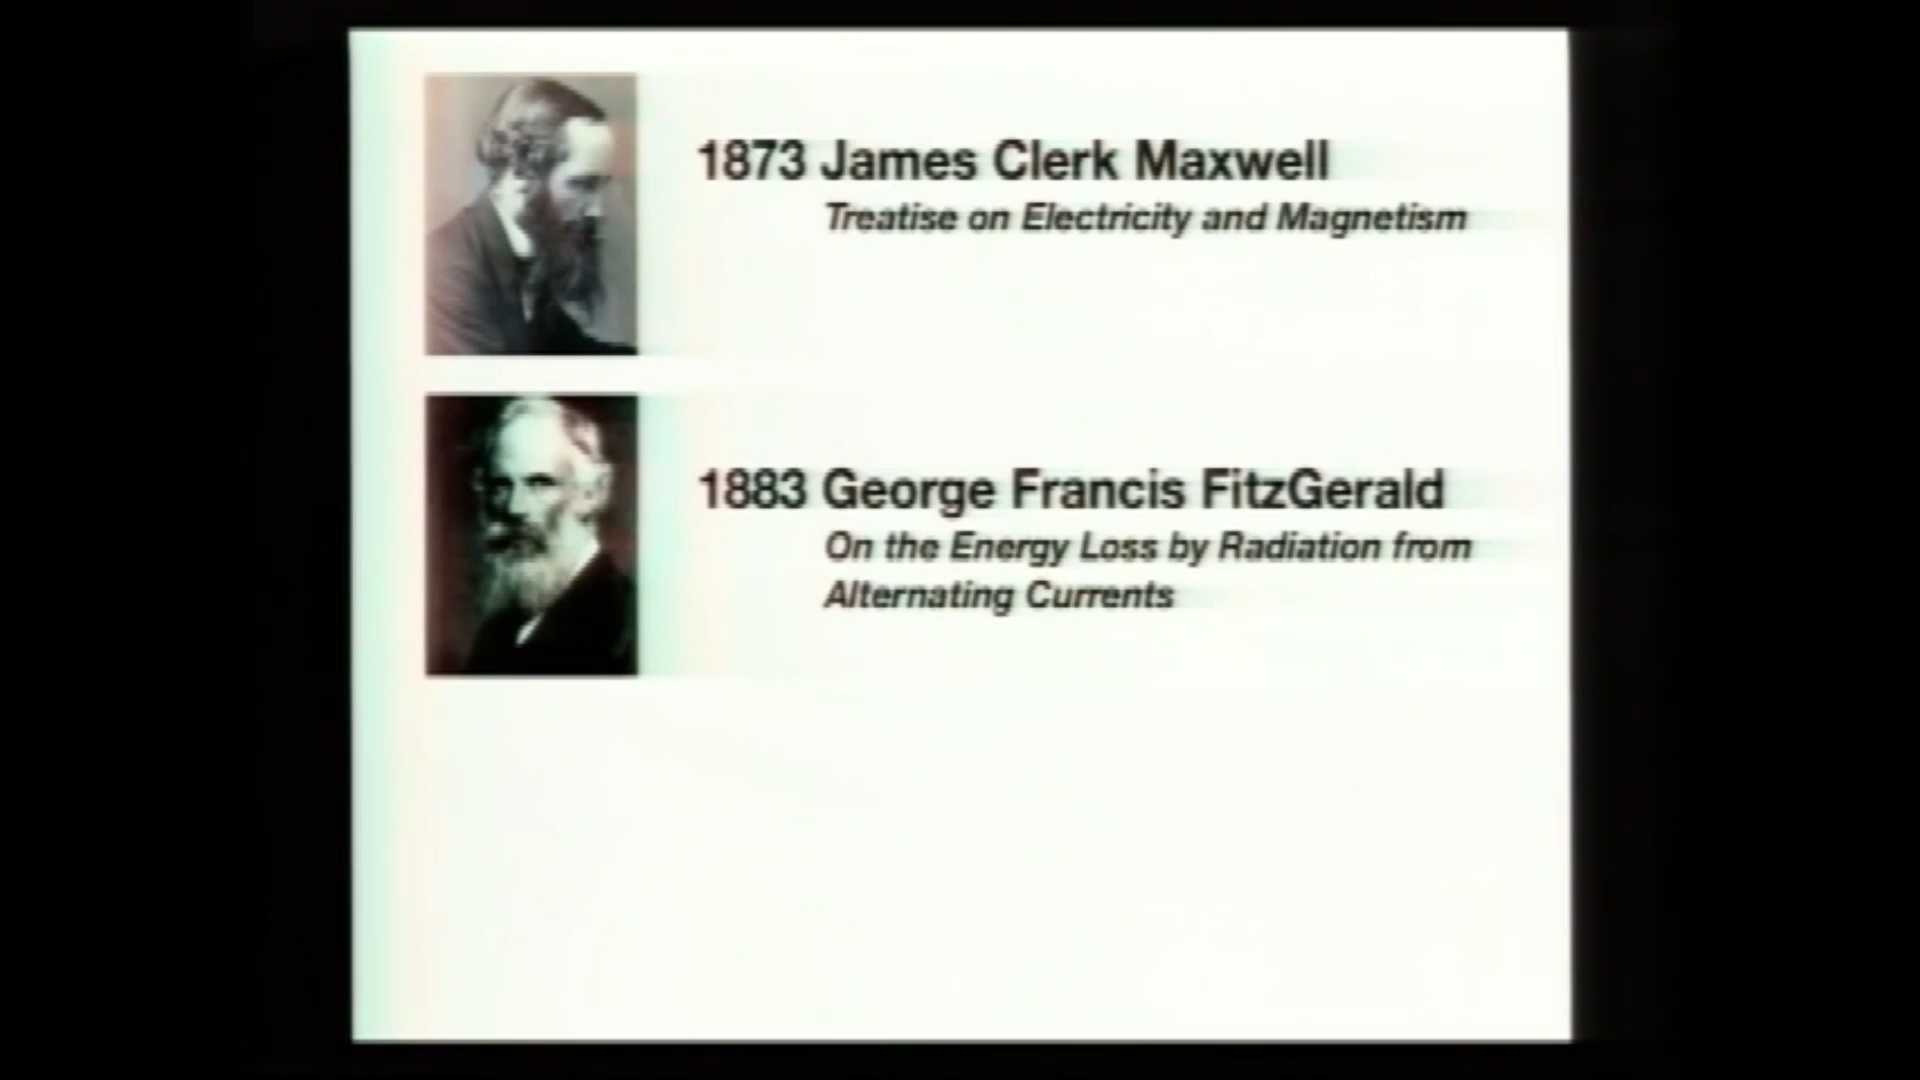 1873 James Clerk Maxwell
Treatise on Electricity and Magnetism
1883 George Francis FitzGerald
On the Energy Loss by Radiation from
Alternating Currents